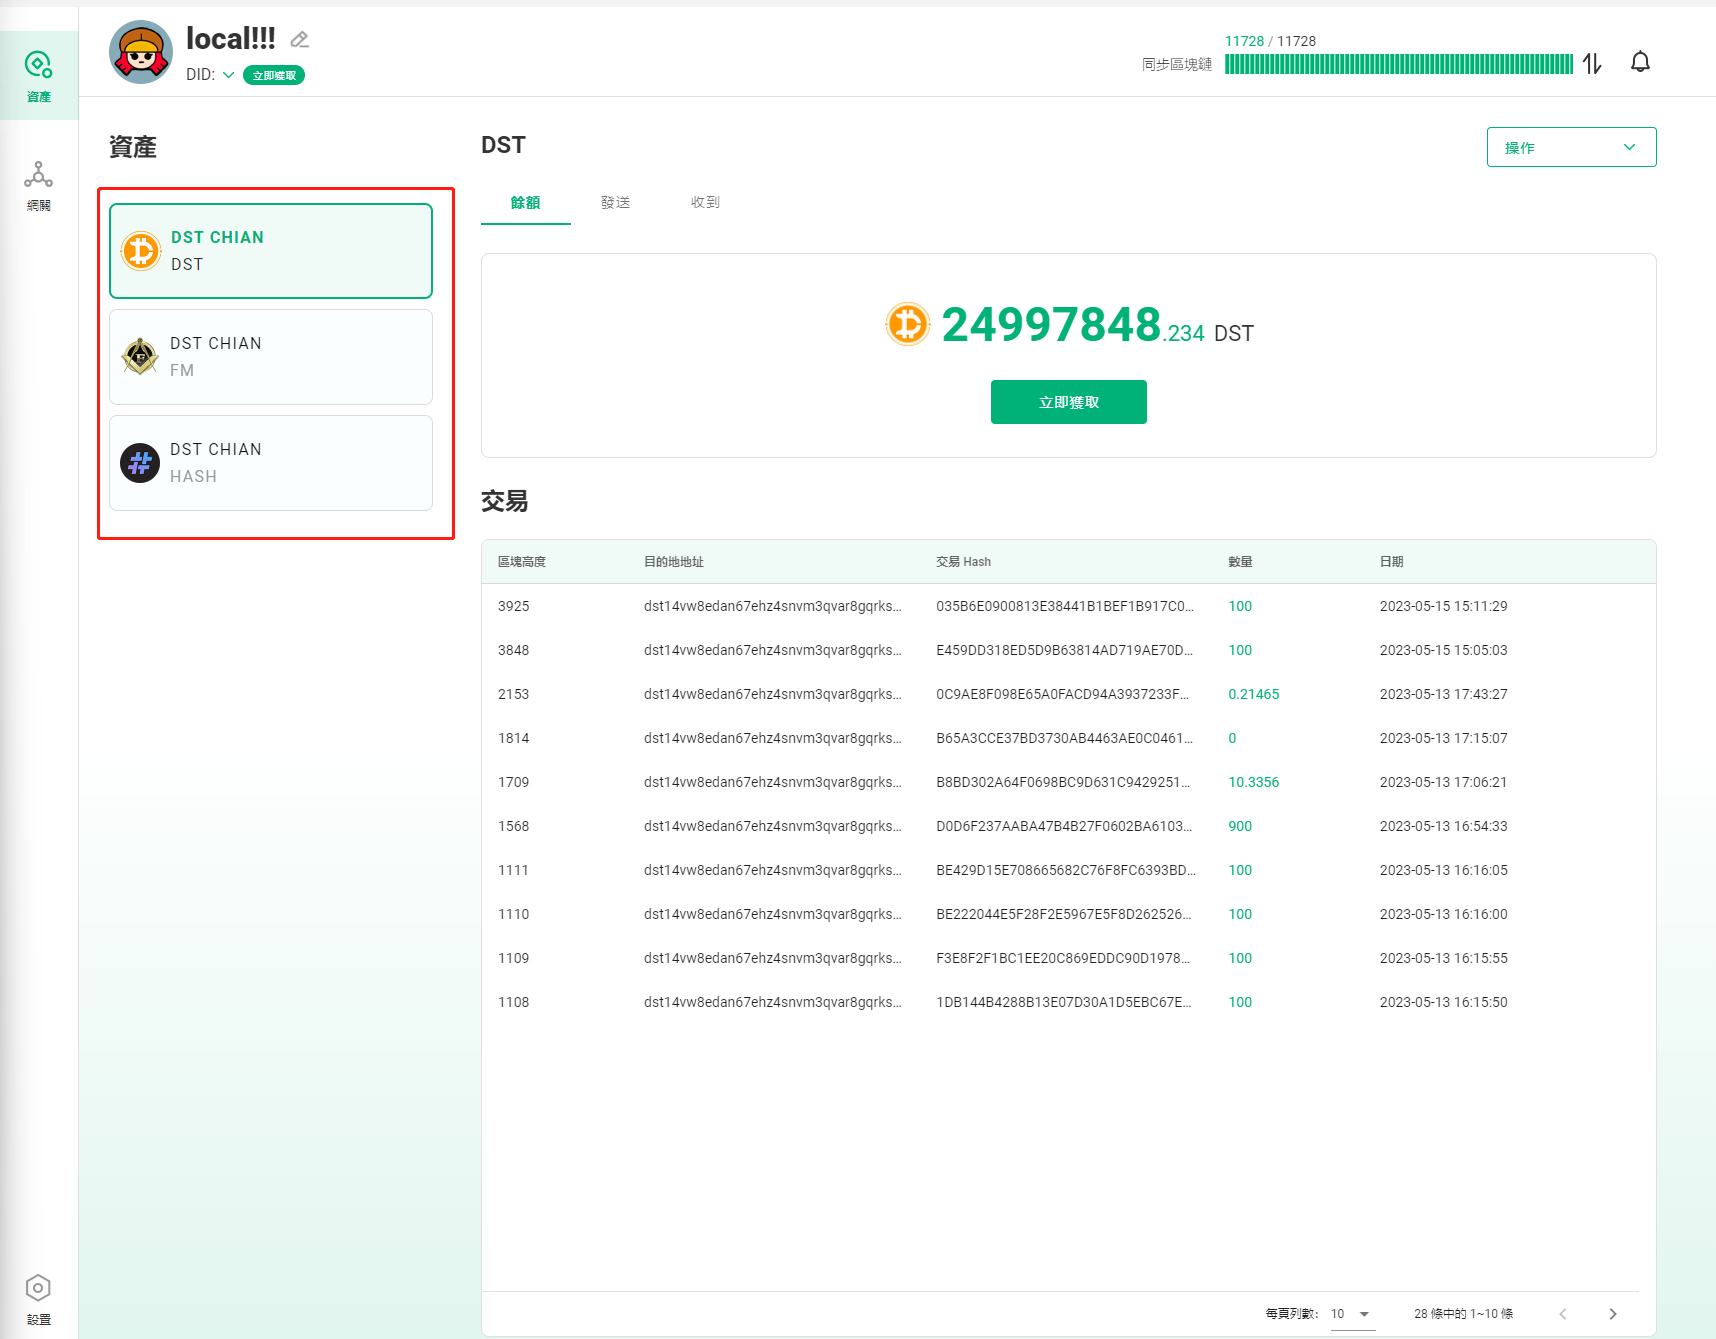 local!!!
DID:
立即獲取
11728 / 11728
同步區塊鏈
資產
網關
設置
資產
DST CHIAN
DST
DST CHIAN
FM
DST CHIAN
HASH
DST
操作
餘額 發送 收到
24997848.234 DST
立即獲取
交易
區塊高度 目的地地址 交易 Hash 數量 日期
3925 dst14vw8edan67ehz4snvm3qvar8gqrks... 035B6E0900813E38441B1BEF1B917C0... 100 2023-05-15 15:11:29
3848 dst14vw8edan67ehz4snvm3qvar8gqrks... E459DD318ED5D9B63814AD719AE70D... 100 2023-05-15 15:05:03
2153 dst14vw8edan67ehz4snvm3qvar8gqrks... 0C9AE8F098E65A0FACD94A3937233F... 0.21465 2023-05-13 17:43:27
1814 dst14vw8edan67ehz4snvm3qvar8gqrks... B65A3CCE37BD3730AB4463AE0C0461... 0 2023-05-13 17:15:07
1709 dst14vw8edan67ehz4snvm3qvar8gqrks... B8BD302A64F0698BC9D631C9429251... 10.3356 2023-05-13 17:06:21
1568 dst14vw8edan67ehz4snvm3qvar8gqrks... D0D6F237AABA47B4B27F0602BA6103... 900 2023-05-13 16:54:33
1111 dst14vw8edan67ehz4snvm3qvar8gqrks... BE429D15E708665682C76F8FC6393BD... 100 2023-05-13 16:16:05
1110 dst14vw8edan67ehz4snvm3qvar8gqrks... BE222044E5F28F2E5967E5F8D262526... 100 2023-05-13 16:16:00
1109 dst14vw8edan67ehz4snvm3qvar8gqrks... F3E8F2F1BC1EE20C869EDDC90D1978... 100 2023-05-13 16:15:55
1108 dst14vw8edan67ehz4snvm3qvar8gqrks... 1DB144B4288B13E07D30A1D5EBC67E... 100 2023-05-13 16:15:50
每頁列數: 10 28 條中的 1~10 條